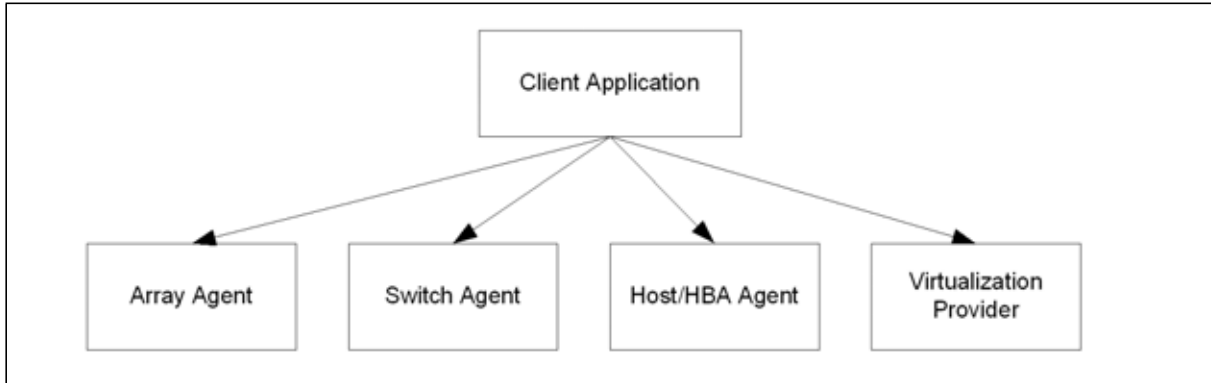 Client Application
Array Agent
Switch Agent
Host/HBA Agent
Virtualization
Provider